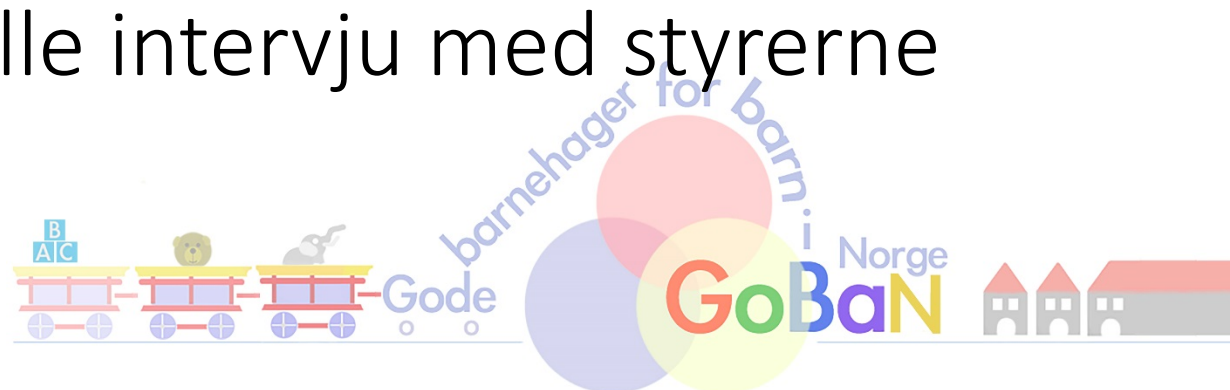 lle intervju med styrerne
Gode barnehager for barn i Norge
GoBaN
B
A C